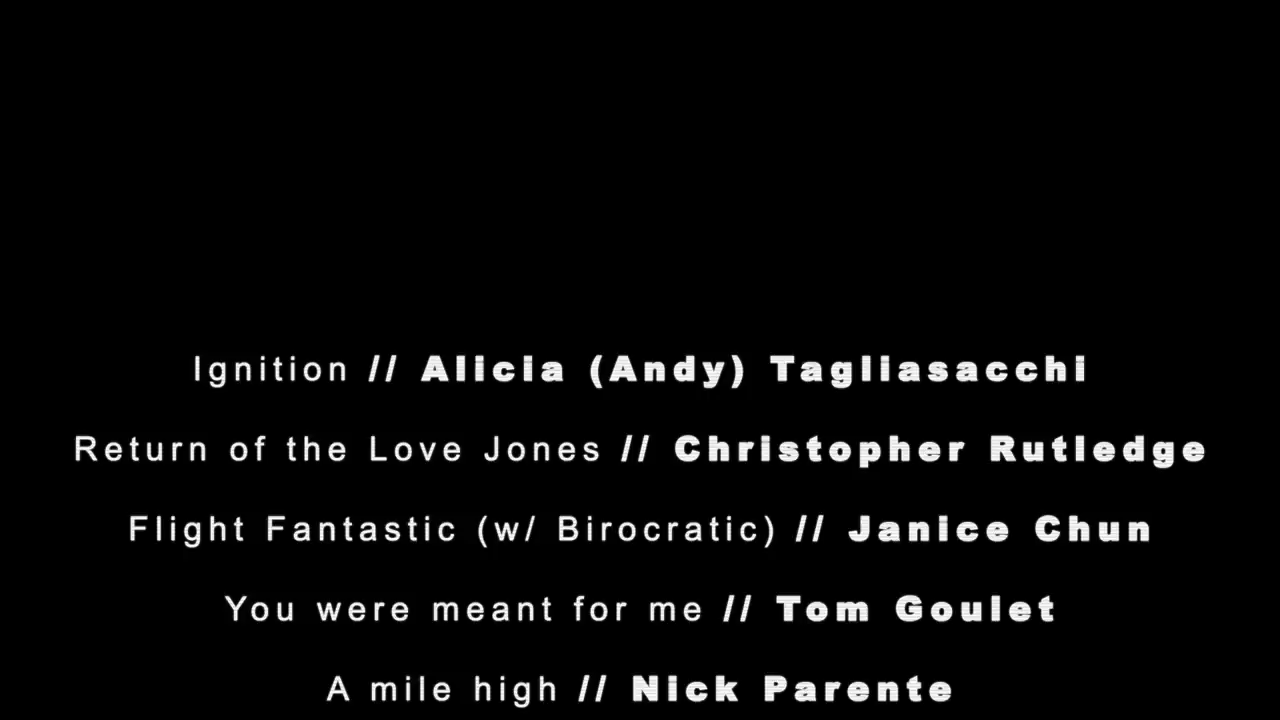 Ignition // Alicia (Andy) Tagliasacchi
Return of the Love Jones // Christopher Rutledge
Flight Fantastic (w/ Birocratic) // Janice Chun
You were meant for me // Tom Goulet
A mile high // Nick Parente